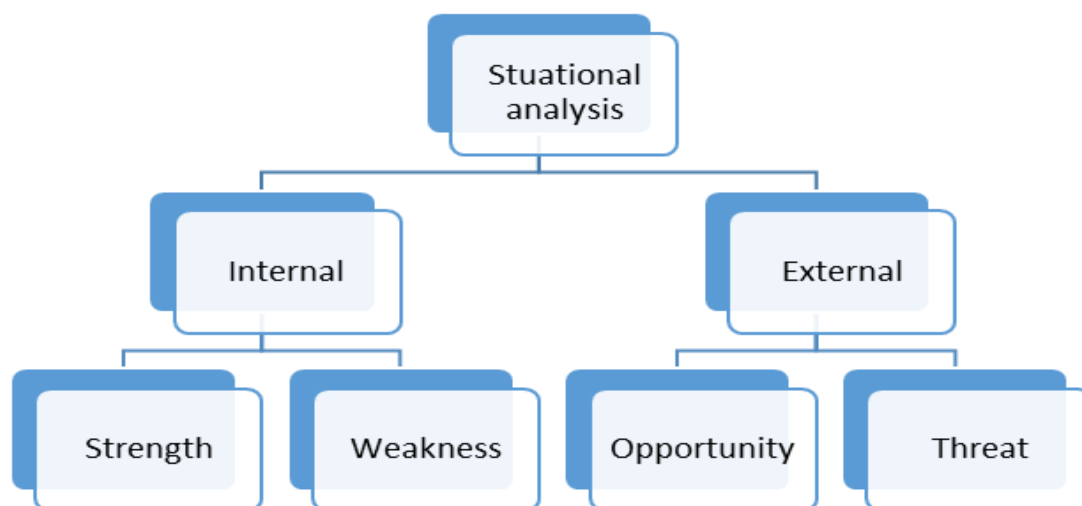 Stuational
analysis
Internal
External
Strength
Weakness
Opportunity
Threat